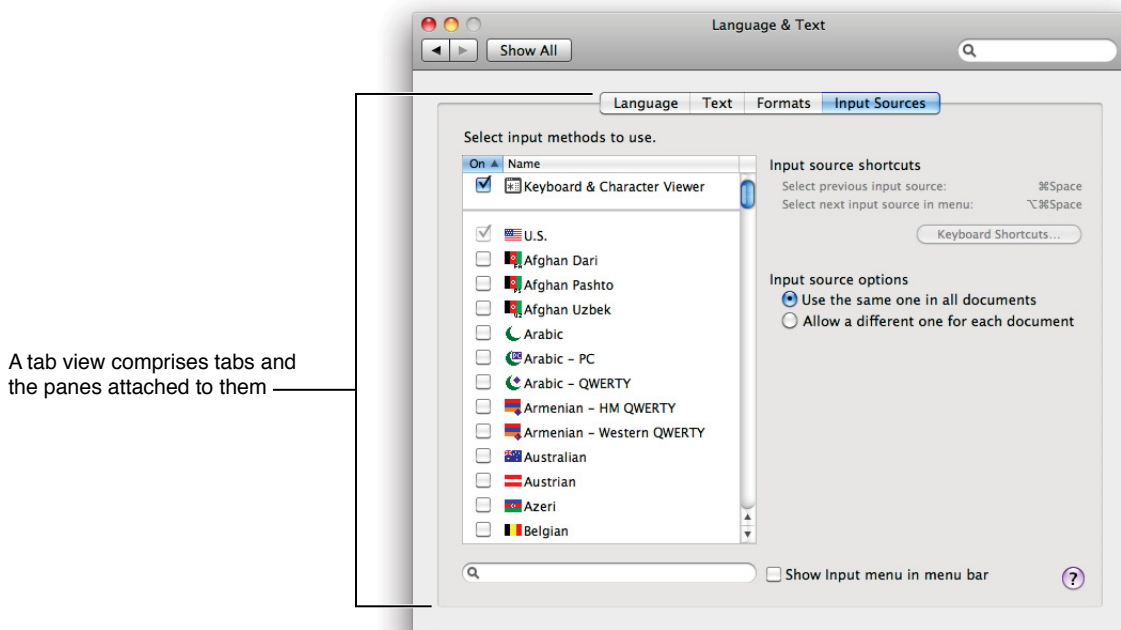 Language & Text
Show All
Language Text Formats Input Sources
Select input methods to use.
On Name
Keyboard & Character Viewer
U.S.
Afghan Dari
Afghan Pashto
Afghan Uzbek
Arabic
Arabic – PC
Arabic – QWERTY
Armenian – HM QWERTY
Armenian – Western QWERTY
Australian
Austrian
Azeri
Belgian
Input source shortcuts
Select previous input source: ⌘Space
Select next input source in menu: ⌥⌘Space
Keyboard Shortcuts...
Input source options
Use the same one in all documents
Allow a different one for each document
Show Input menu in menu bar
?
A tab view comprises tabs and
the panes attached to them